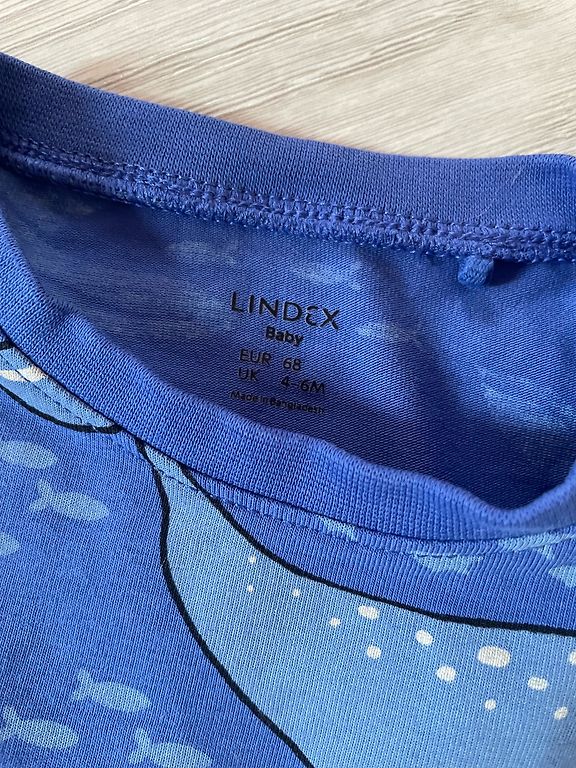 LINDEX
Baby
EUR 68
UK 4-6M
Made in Bangladesh